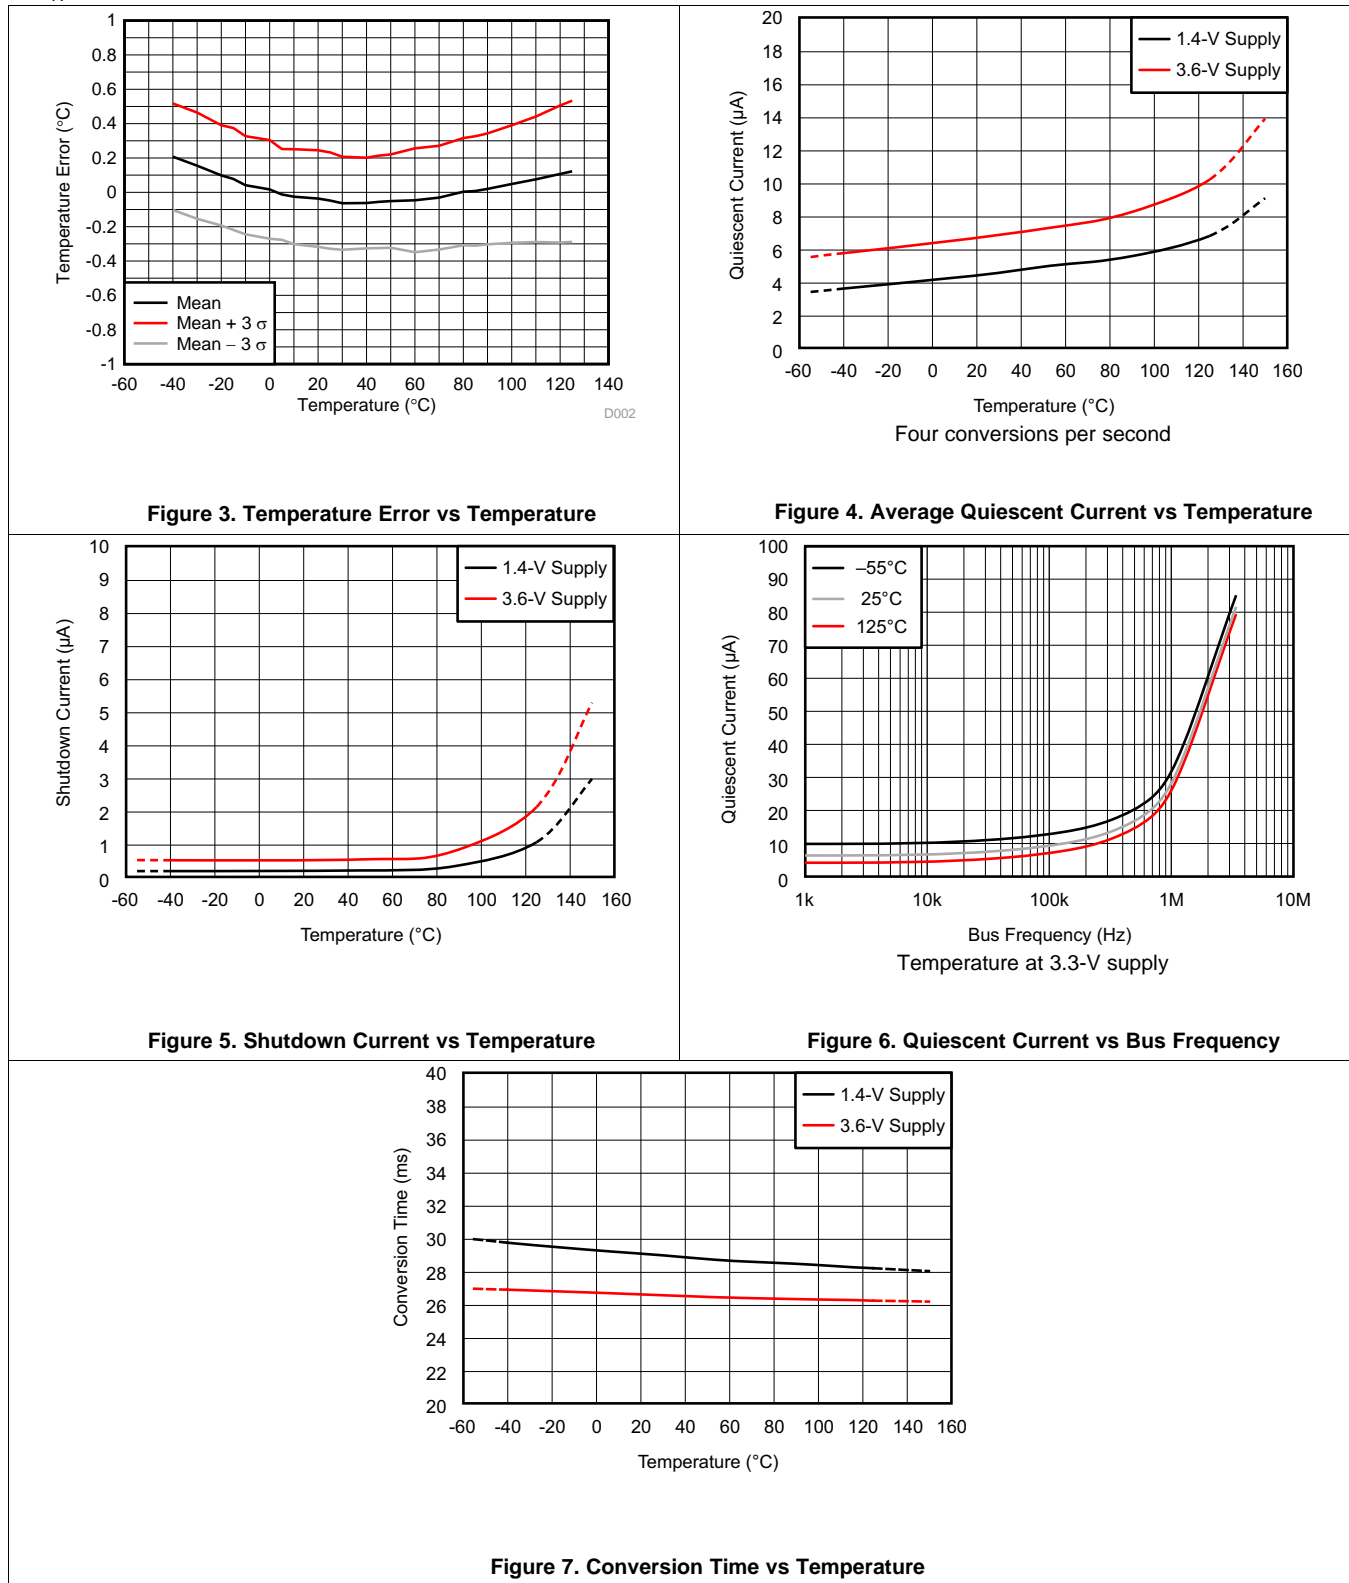 1
0.8
0.6
0.4
0.2
0
-0.2
-0.4
-0.6
-0.8
-1
Temperature Error (°C)
Mean
Mean + 3 σ
Mean − 3 σ
-60 -40 -20 0 20 40 60 80 100 120 140
Temperature (°C)
D002
Figure 3. Temperature Error vs Temperature
20
18
16
14
12
10
8
6
4
2
0
Quiescent Current (µA)
1.4-V Supply
3.6-V Supply
-60 -40 -20 0 20 40 60 80 100 120 140 160
Temperature (°C)
Four conversions per second
Figure 4. Average Quiescent Current vs Temperature
10
9
8
7
6
5
4
3
2
1
0
Shutdown Current (µA)
1.4-V Supply
3.6-V Supply
-60 -40 -20 0 20 40 60 80 100 120 140 160
Temperature (°C)
Figure 5. Shutdown Current vs Temperature
100
90
80
70
60
50
40
30
20
10
0
Quiescent Current (µA)
–55°C
25°C
125°C
1k 10k 100k 1M 10M
Bus Frequency (Hz)
Temperature at 3.3-V supply
Figure 6. Quiescent Current vs Bus Frequency
40
38
36
34
32
30
28
26
24
22
20
Conversion Time (ms)
1.4-V Supply
3.6-V Supply
-60 -40 -20 0 20 40 60 80 100 120 140 160
Temperature (°C)
Figure 7. Conversion Time vs Temperature